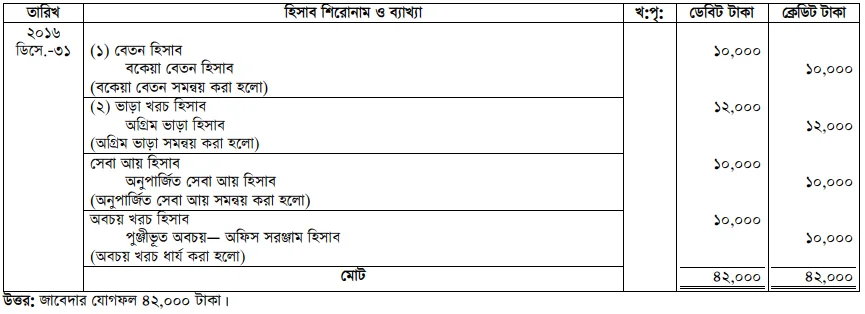 তারিখ হিসাব শিরোনাম ও ব্যাখ্যা খ:পৃ: ডেবিট টাকা ক্রেডিট টাকা
২০১৬
ডিসে.-৩১ (১) বেতন হিসাব ১০,০০০
বকেয়া বেতন হিসাব ১০,০০০
(বকেয়া বেতন সমন্বয় করা হলো)
(২) ভাড়া খরচ হিসাব ১২,০০০
অগ্রিম ভাড়া হিসাব ১২,০০০
(অগ্রিম ভাড়া সমন্বয় করা হলো)
সেবা আয় হিসাব ১০,০০০
অনুপার্জিত সেবা আয় হিসাব ১০,০০০
(অনুপার্জিত সেবা আয় সমন্বয় করা হলো)
অবচয় খরচ হিসাব ১০,০০০
পুঞ্জীভূত অবচয়— অফিস সরঞ্জাম হিসাব ১০,০০০
(অবচয় খরচ ধার্য করা হলো)
মোট ৪২,০০০ ৪২,০০০
উত্তর: জাবেদার যোগফল ৪২,০০০ টাকা।